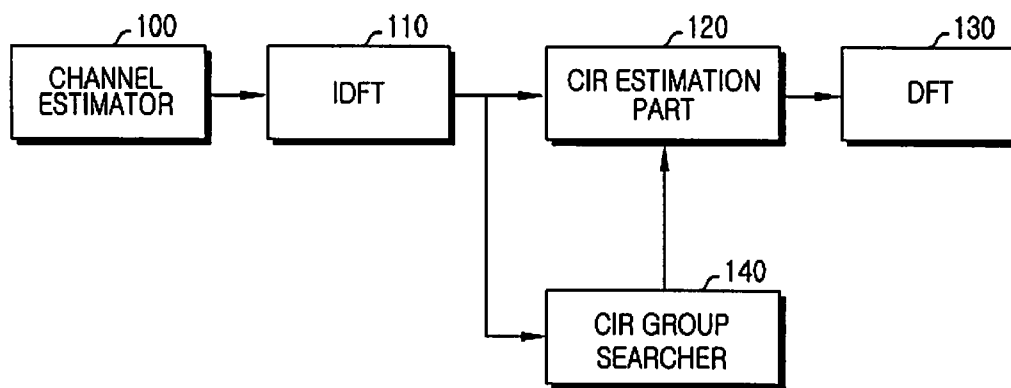 100
CHANNEL
ESTIMATOR
110
IDFT
120
CIR ESTIMATION
PART
130
DFT
140
CIR GROUP
SEARCHER